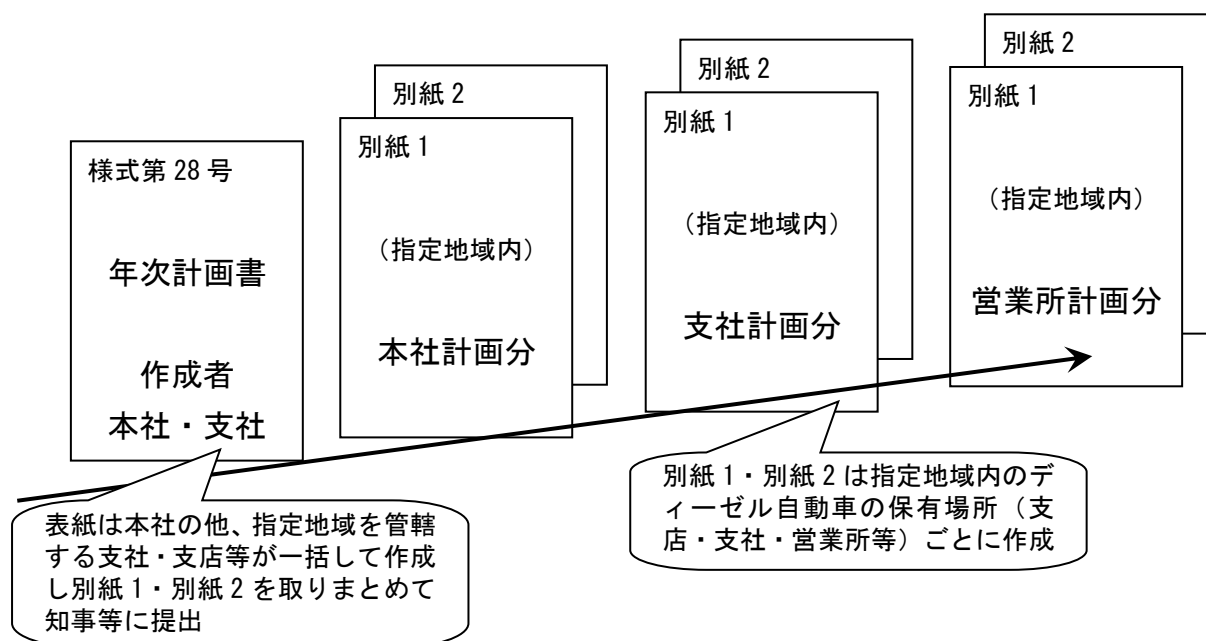 様式第 28 号
年次計画書
作成者
本社・支社
別紙 2
別紙 1
（指定地域内）
本社計画分
別紙 2
別紙 1
（指定地域内）
支社計画分
別紙 2
別紙 1
（指定地域内）
営業所計画分
表紙は本社の他、指定地域を管轄
する支社・支店等が一括して作成
し別紙 1・別紙 2 を取りまとめて
知事等に提出
別紙 1・別紙 2 は指定地域内のデ
ィーゼル自動車の保有場所（支
店・支社・営業所等）ごとに作成